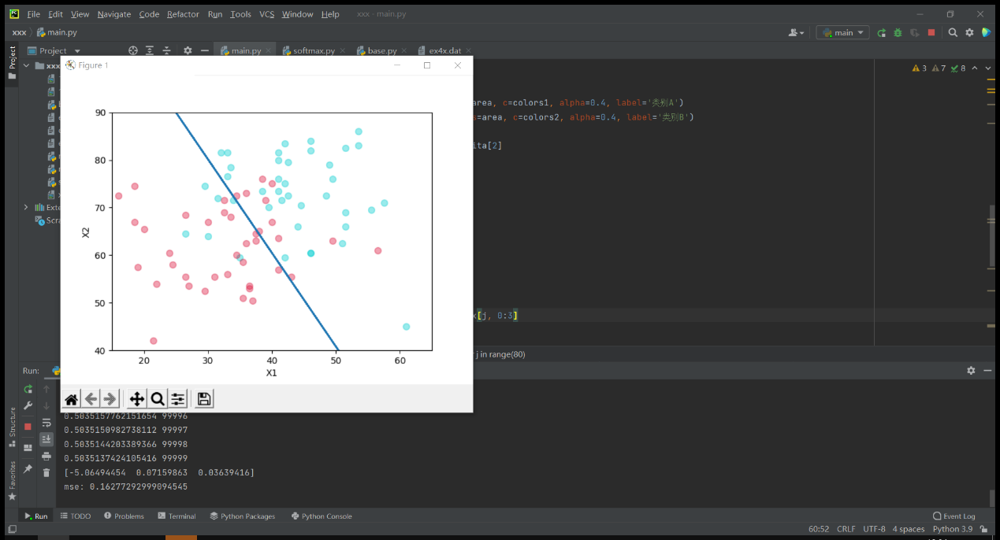 File Edit View Navigate Code Refactor Run Tools VCS Window Help xxx - main.py
xxx main.py main
Project main.py softmax.py base.py ex4x.dat
Project
xxx
Figure 1
3 7 8
area, c=colors1, alpha=0.4, label='类别A')
s=area, c=colors2, alpha=0.4, label='类别B')
ita[2]
Exte
Scra
x[j, 0:3]
j in range(80)
90
80
70
60
50
40
X2
20 30 40 50 60
X1
Run:
0.5035157762151654 99996
0.5035150982738112 99997
0.5035144203389366 99998
0.5035137424105416 99999
[-5.06494454 0.07159863 0.03639416]
mse: 0.16277292999094545
Structure
Favorites
Run TODO Problems Terminal Python Packages Python Console Event Log
60:52 CRLF UTF-8 4 spaces Python 3.9